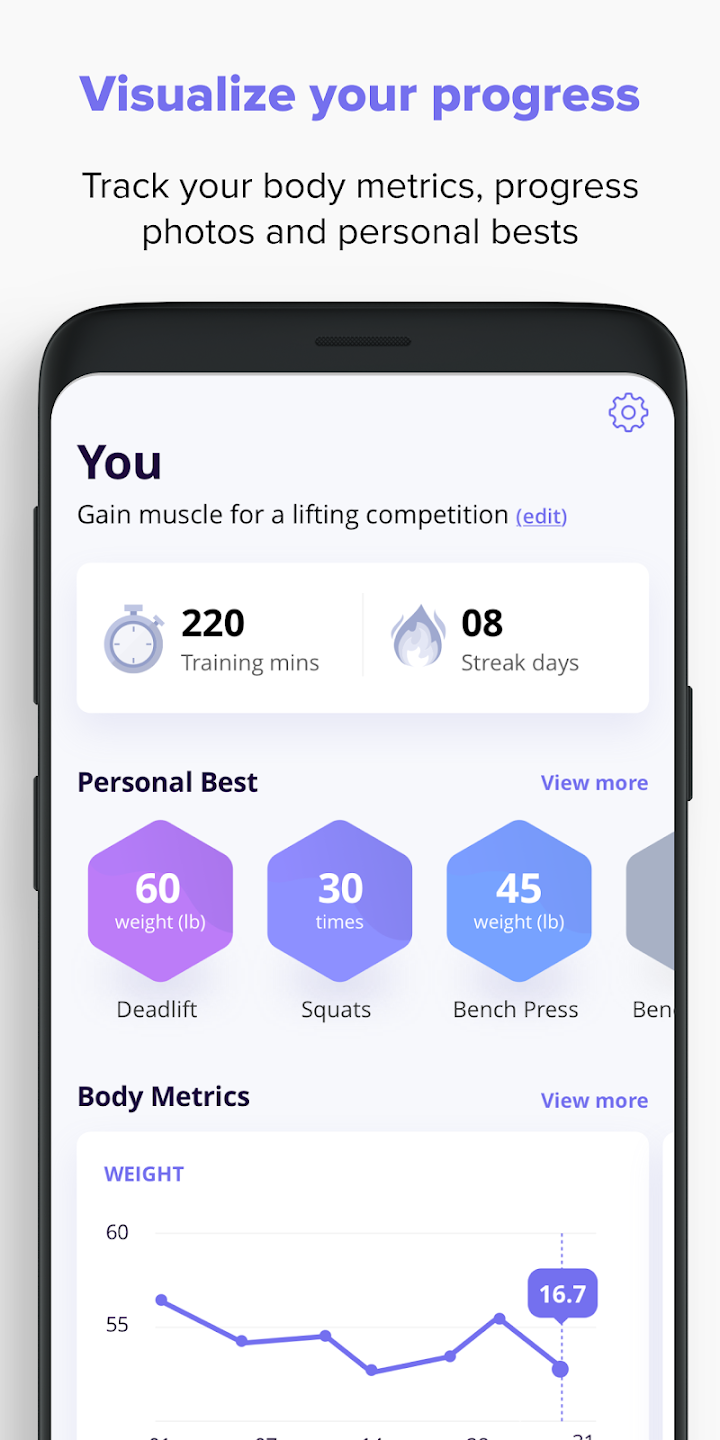 Visualize your progress
Track your body metrics, progress
photos and personal bests
You
Gain muscle for a lifting competition (edit)
220
Training mins
08
Streak days
Personal Best
View more
60
weight (lb)
30
times
45
weight (lb)
Deadlift
Squats
Bench Press
Body Metrics
View more
WEIGHT
60
16.7
55